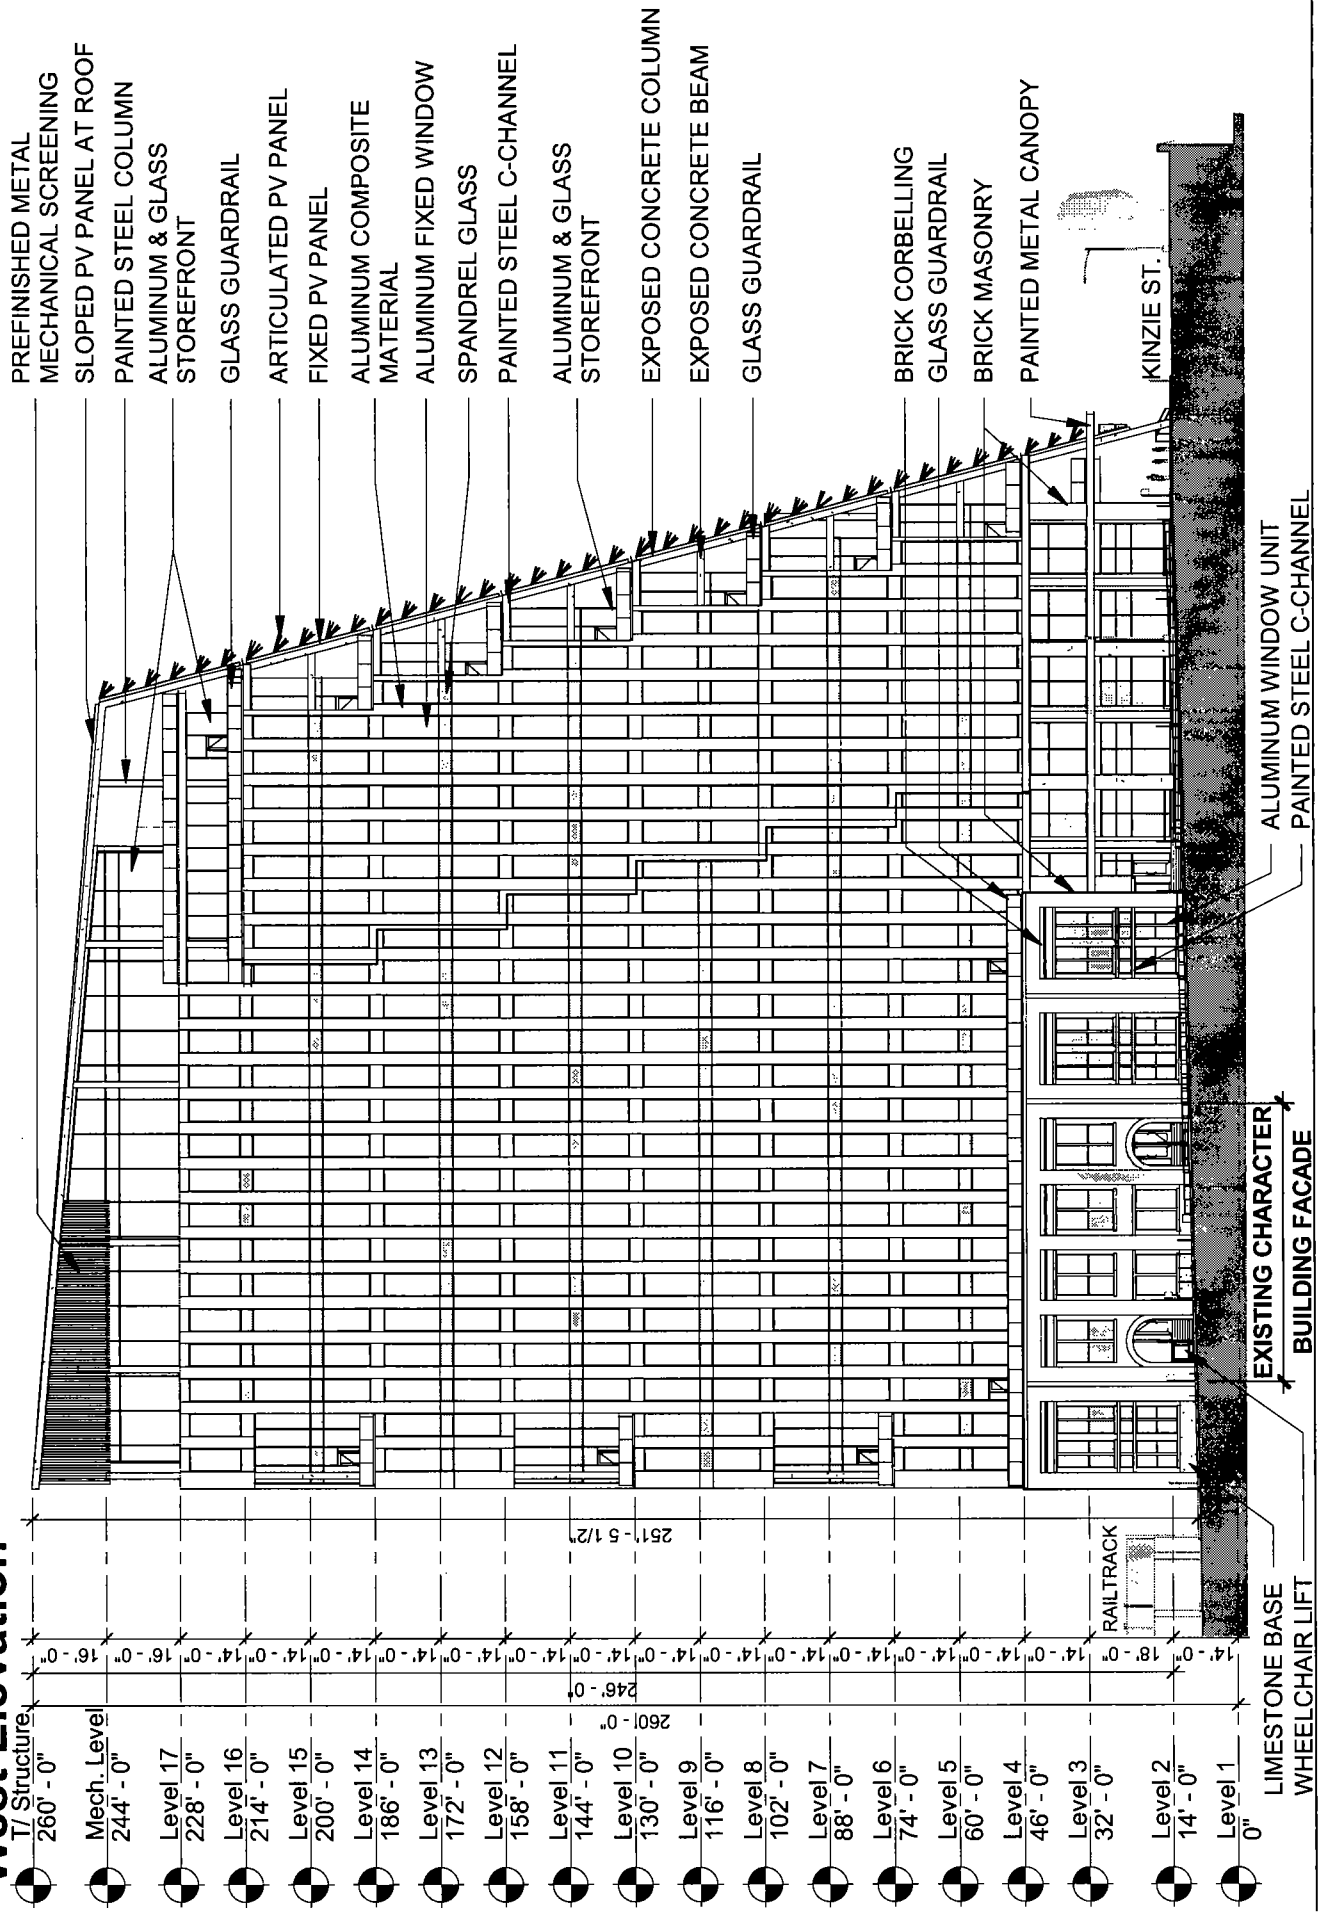 West Elevation
PREFINISHED METAL
MECHANICAL SCREENING
SLOPED PV PANEL AT ROOF
PAINTED STEEL COLUMN
ALUMINUM & GLASS
STOREFRONT
GLASS GUARDRAIL
ARTICULATED PV PANEL
FIXED PV PANEL
ALUMINUM COMPOSITE
MATERIAL
ALUMINUM FIXED WINDOW
SPANDREL GLASS
PAINTED STEEL C-CHANNEL
ALUMINUM & GLASS
STOREFRONT
EXPOSED CONCRETE COLUMN
EXPOSED CONCRETE BEAM
GLASS GUARDRAIL
BRICK CORBELLING
GLASS GUARDRAIL
BRICK MASONRY
PAINTED METAL CANOPY
KINZIE ST.
T/ Structure
260' - 0"
Mech. Level
244' - 0"
Level 17
228' - 0"
Level 16
214' - 0"
Level 15
200' - 0"
Level 14
186' - 0"
Level 13
172' - 0"
Level 12
158' - 0"
Level 11
144' - 0"
Level 10
130' - 0"
Level 9
116' - 0"
Level 8
102' - 0"
Level 7
88' - 0"
Level 6
74' - 0"
Level 5
60' - 0"
Level 4
46' - 0"
Level 3
32' - 0"
Level 2
14' - 0"
Level 1
0"
260' - 0"
246' - 0"
16' - 0"
16' - 0"
14' - 0"
14' - 0"
14' - 0"
14' - 0"
14' - 0"
14' - 0"
14' - 0"
14' - 0"
14' - 0"
14' - 0"
14' - 0"
14' - 0"
14' - 0"
14' - 0"
18' - 0"
14' - 0"
251' - 5 1/2"
RAILTRACK
LIMESTONE BASE
WHEELCHAIR LIFT
EXISTING CHARACTER
BUILDING FACADE
ALUMINUM WINDOW UNIT
PAINTED STEEL C-CHANNEL